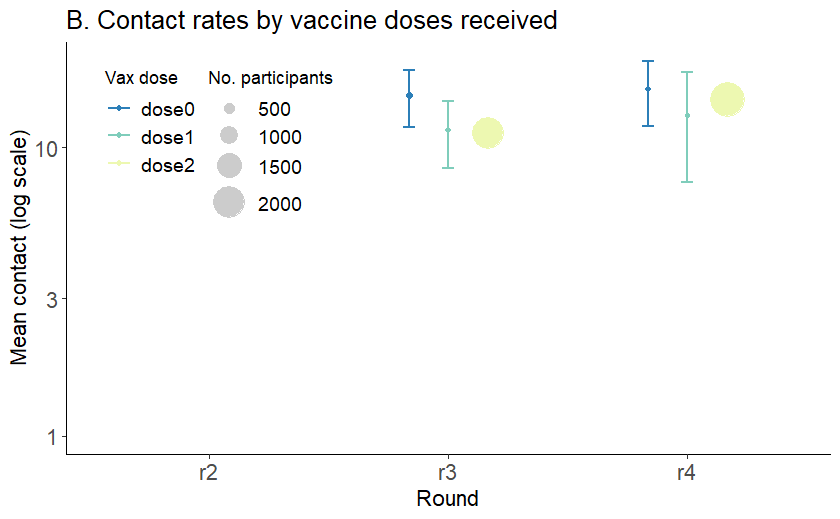 B. Contact rates by vaccine doses received
Vax dose
dose0
dose1
dose2
No. participants
500
1000
1500
2000
Mean contact (log scale)
10
3
1
r2
r3
r4
Round